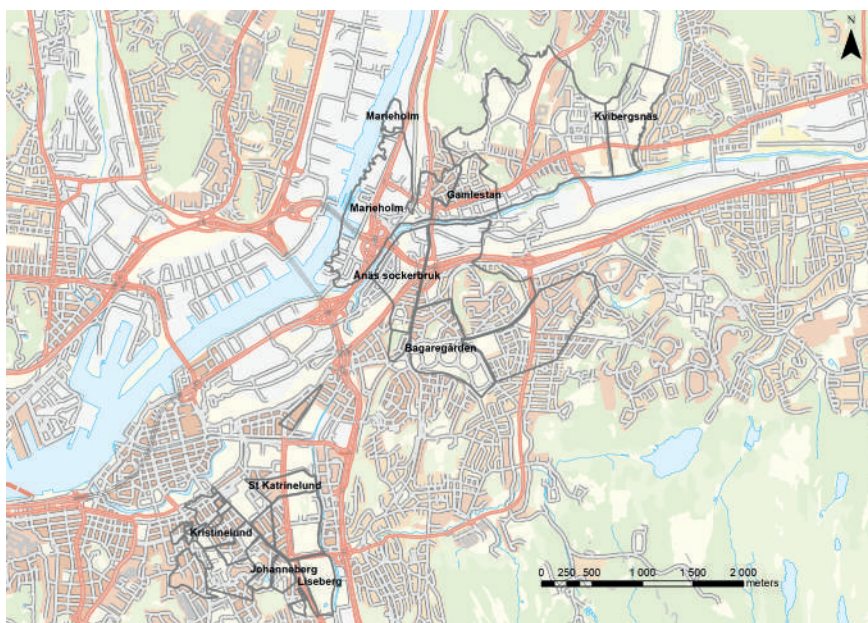 N
Marieholm
Kvibergsnäs
Gamlestan
Marieholm
Anäs sockerbruk
Bagaregården
St Katrinelund
Kristinelund
Johanneberg
Liseberg
0 250 500 1 000 1 500 2 000
meters